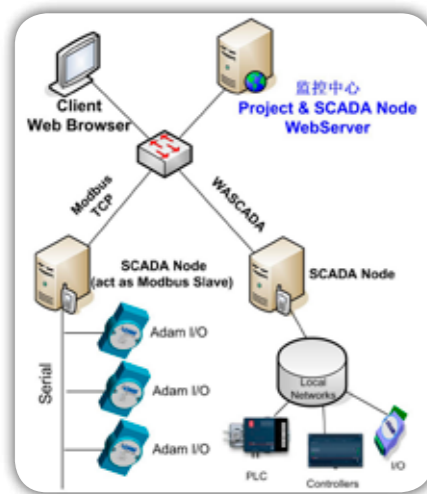 监控中心
Client
Web Browser
Project & SCADA Node
WebServer
Modbus
TCP
WASCADA
SCADA Node
(act as Modbus Slave)
SCADA Node
Adam I/O
Serial
Adam I/O
Local
Networks
Adam I/O
PLC
Controllers
I/O